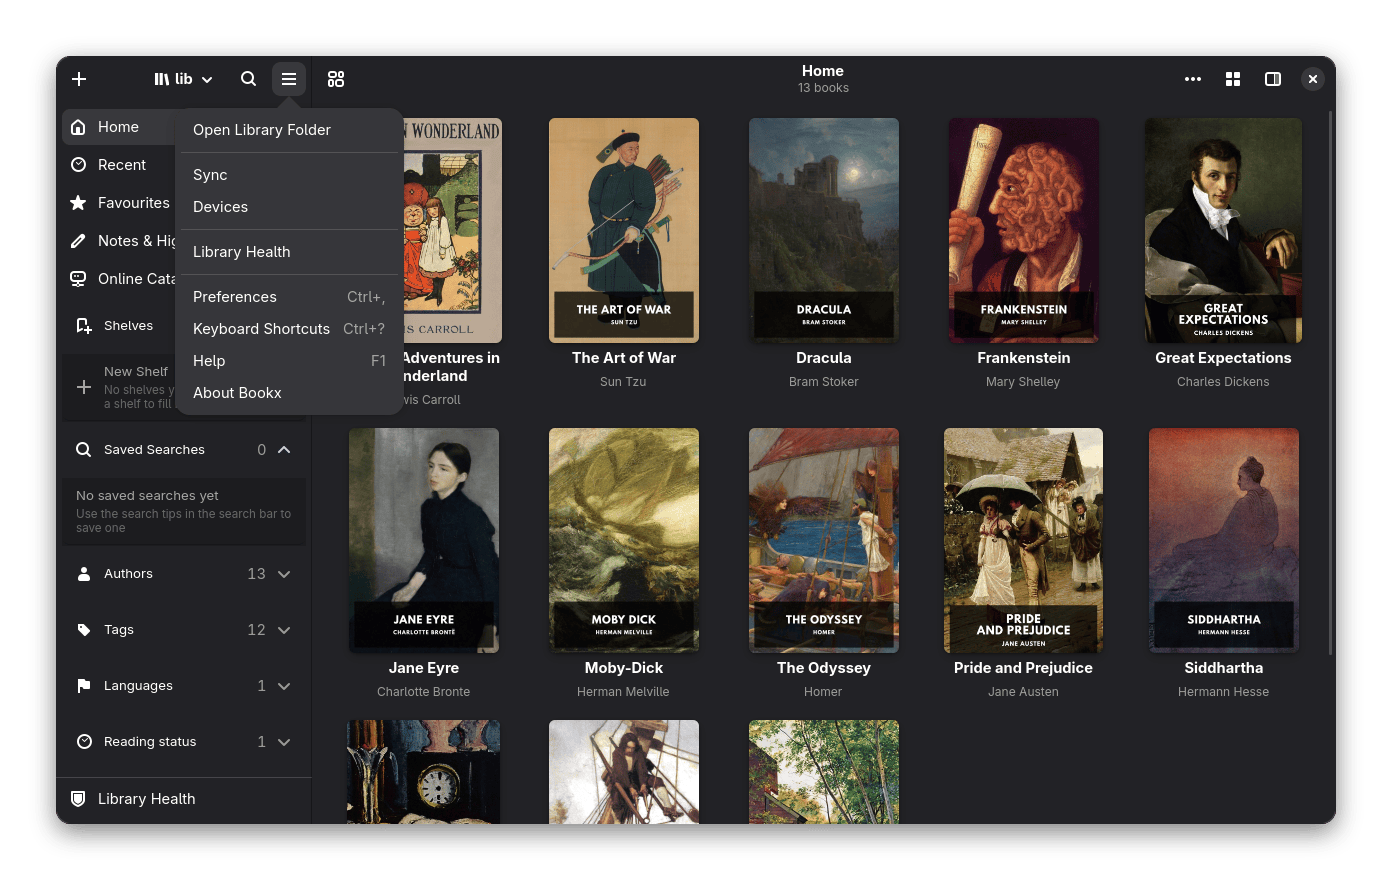 lib
Home
13 books
Home
Recent
Favourites
Notes & Hig
Online Cata
Shelves
New Shelf
No shelves y
a shelf to fill
Saved Searches 0
No saved searches yet
Use the search tips in the search bar to
save one
Authors 13
Tags 12
Languages 1
Reading status 1
Library Health
Open Library Folder
Sync
Devices
Library Health
Preferences Ctrl+,
Keyboard Shortcuts Ctrl+?
Help F1
About Bookx
N WONDERLAND
IS CARROLL
Adventures in
nderland
wis Carroll
THE ART OF WAR
SUN TZU
The Art of War
Sun Tzu
DRACULA
BRAM STOKER
Dracula
Bram Stoker
FRANKENSTEIN
MARY SHELLEY
Frankenstein
Mary Shelley
GREAT
EXPECTATIONS
CHARLES DICKENS
Great Expectations
Charles Dickens
JANE EYRE
CHARLOTTE BRONTË
Jane Eyre
Charlotte Bronte
MOBY DICK
HERMAN MELVILLE
Moby-Dick
Herman Melville
THE ODYSSEY
HOMER
The Odyssey
Homer
PRIDE
AND PREJUDICE
JANE AUSTEN
Pride and Prejudice
Jane Austen
SIDDHARTHA
HERMANN HESSE
Siddhartha
Hermann Hesse